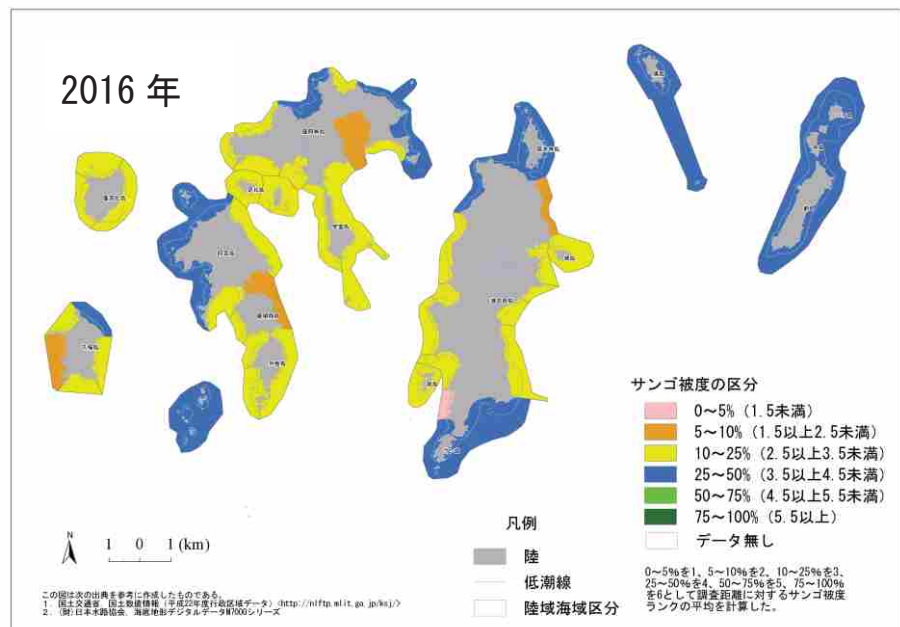 2016 年
サンゴ被度の区分
0～5% (1.5未満)
5～10% (1.5以上2.5未満)
10～25% (2.5以上3.5未満)
25～50% (3.5以上4.5未満)
50～75% (4.5以上5.5未満)
75～100% (5.5以上)
データ無し
凡例
陸
低潮線
陸域海域区分
0～5%を1、5～10%を2、10～25%を3、
25～50%を4、50～75%を5、75～100%
を6として調査距離に対するサンゴ被度
ランクの平均を計算した。
N
1 0 1 (km)
この図は次の出典を参考に作成したものである。
1. 国土交通省 国土数値情報 (平成22年度行政区域データ) <http://nlftp.mlit.go.jp/ksj/>
2. (財)日本水路協会 海底地形デジタルデータM7000シリーズ